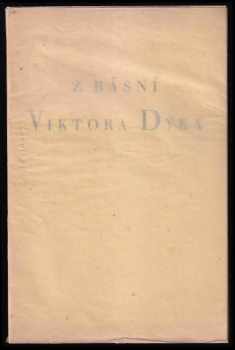 Z BÁSNÍ
VIKTORA DYKA